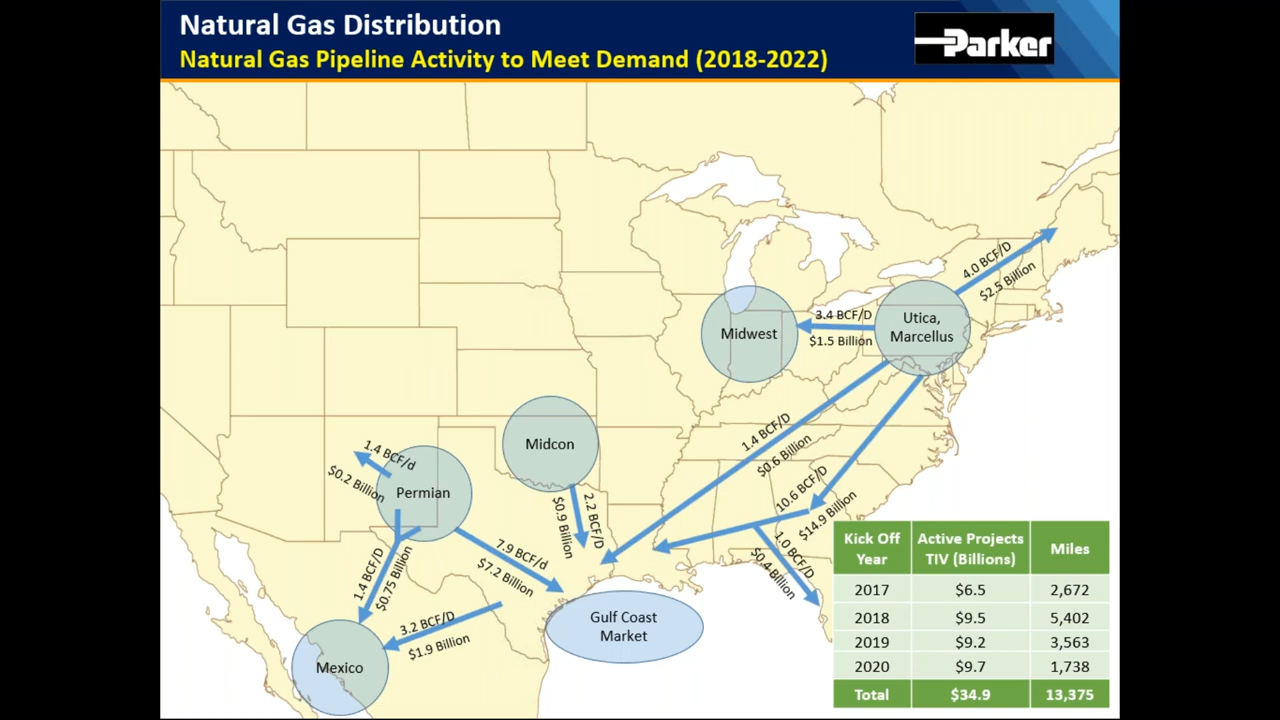 Natural Gas Distribution
Natural Gas Pipeline Activity to Meet Demand (2018-2022)
Parker
4.0 BCF/D
$2.5 Billion
Utica,
Marcellus
3.4 BCF/D
$1.5 Billion
Midwest
1.4 BCF/D
$0.6 Billion
10.6 BCF/D
$14.9 Billion
1.0 BCF/D
$0.4 Billion
Midcon
2.2 BCF/D
$0.9 Billion
1.4 BCF/d
$0.2 Billion
Permian
7.9 BCF/d
$7.2 Billion
1.4 BCF/D
$0.75 Billion
3.2 BCF/D
$1.9 Billion
Mexico
Gulf Coast
Market
Kick Off Year Active Projects TIV (Billions) Miles
2017 $6.5 2,672
2018 $9.5 5,402
2019 $9.2 3,563
2020 $9.7 1,738
Total $34.9 13,375